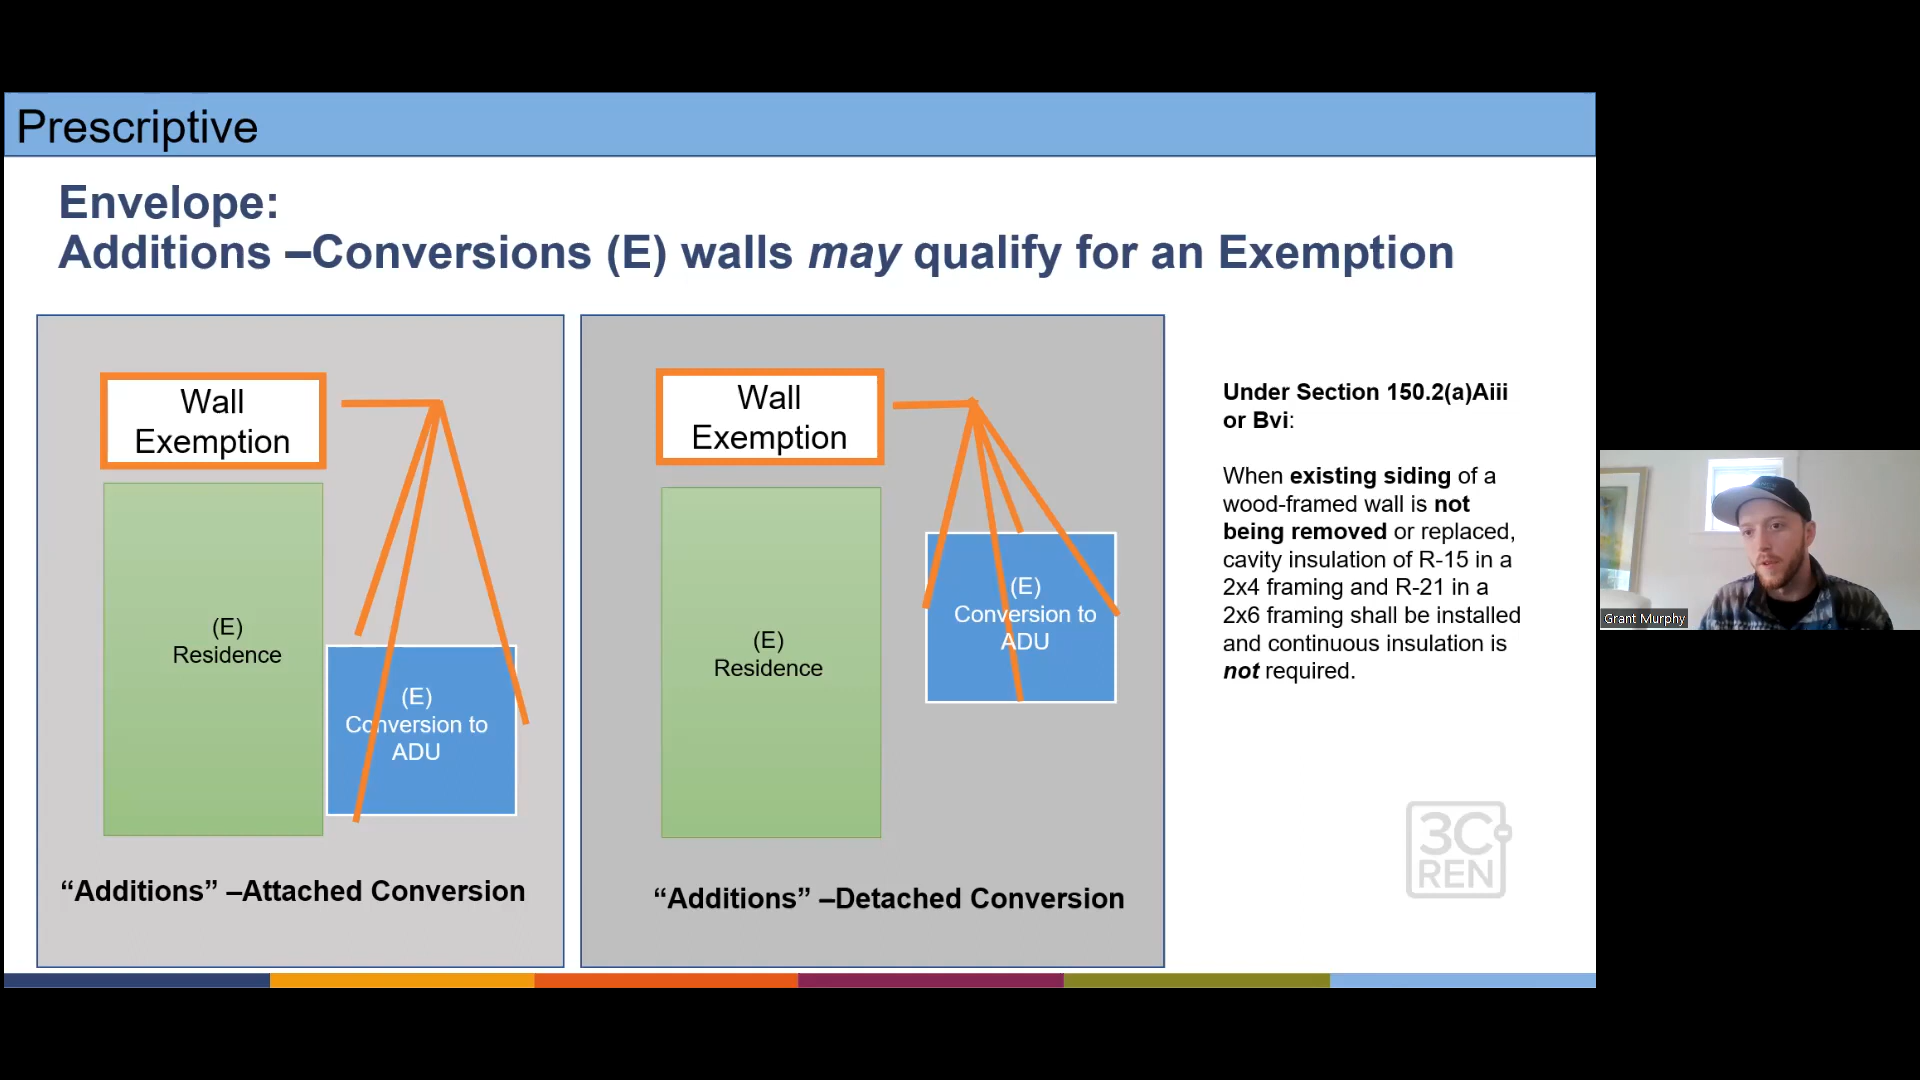 Prescriptive
Envelope:
Additions –Conversions (E) walls may qualify for an Exemption
Wall
Exemption
(E)
Residence
(E)
Conversion to
ADU
“Additions” –Attached Conversion
Wall
Exemption
(E)
Residence
(E)
Conversion to
ADU
“Additions” –Detached Conversion
Under Section 150.2(a)Aiii
or Bvi:
When existing siding of a
wood-framed wall is not
being removed or replaced,
cavity insulation of R-15 in a
2x4 framing and R-21 in a
2x6 framing shall be installed
and continuous insulation is
not required.
3C
REN
Grant Murphy